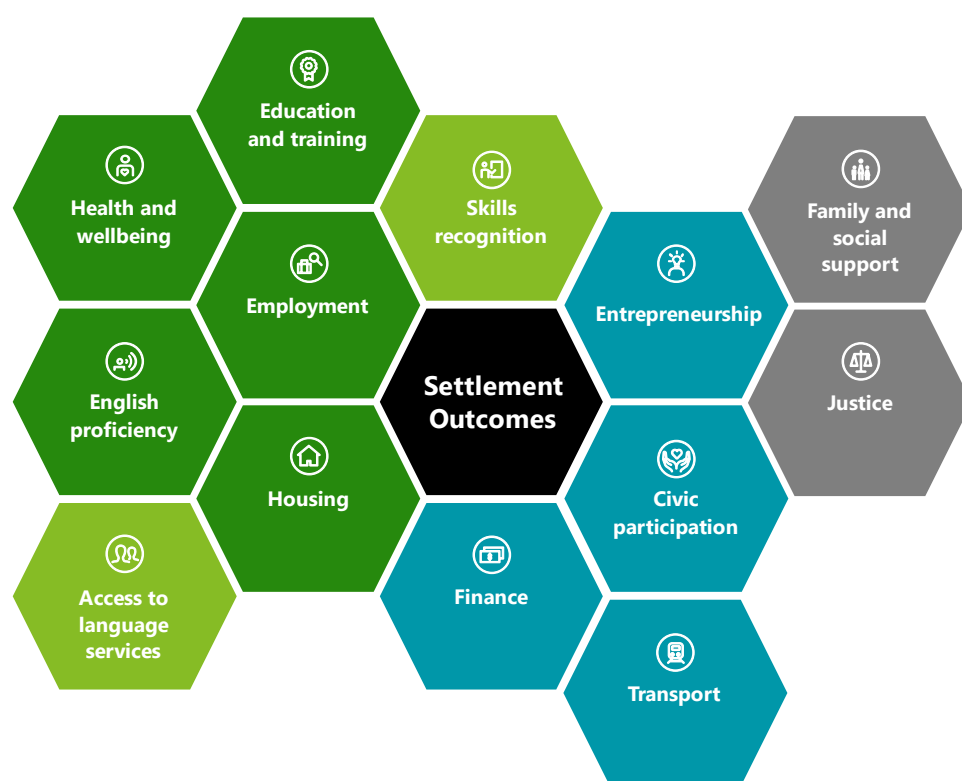 Education
and training
Health and
wellbeing
Skills
recognition
Family and
social
support
Employment
Entrepreneurship
English
proficiency
Settlement
Outcomes
Justice
Housing
Civic
participation
Access to
language
services
Finance
Transport